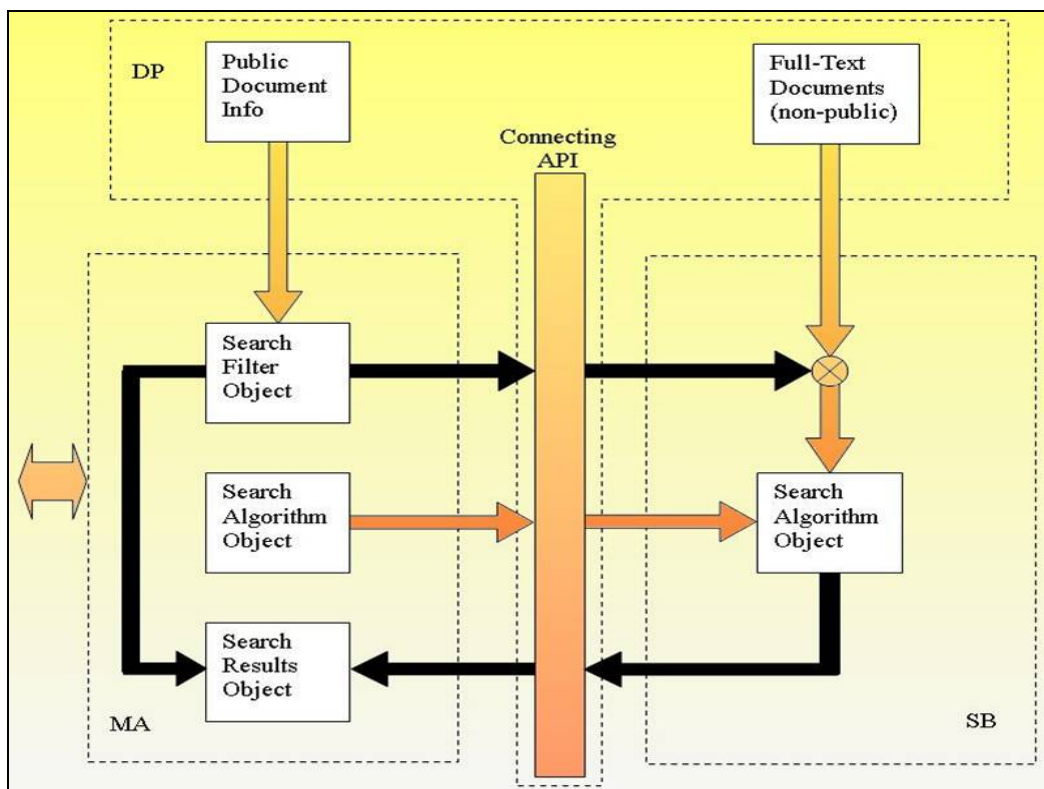 DP
Public
Document
Info
Full-Text
Documents
(non-public)
Connecting
API
Search
Filter
Object
Search
Algorithm
Object
Search
Algorithm
Object
Search
Results
Object
MA
SB